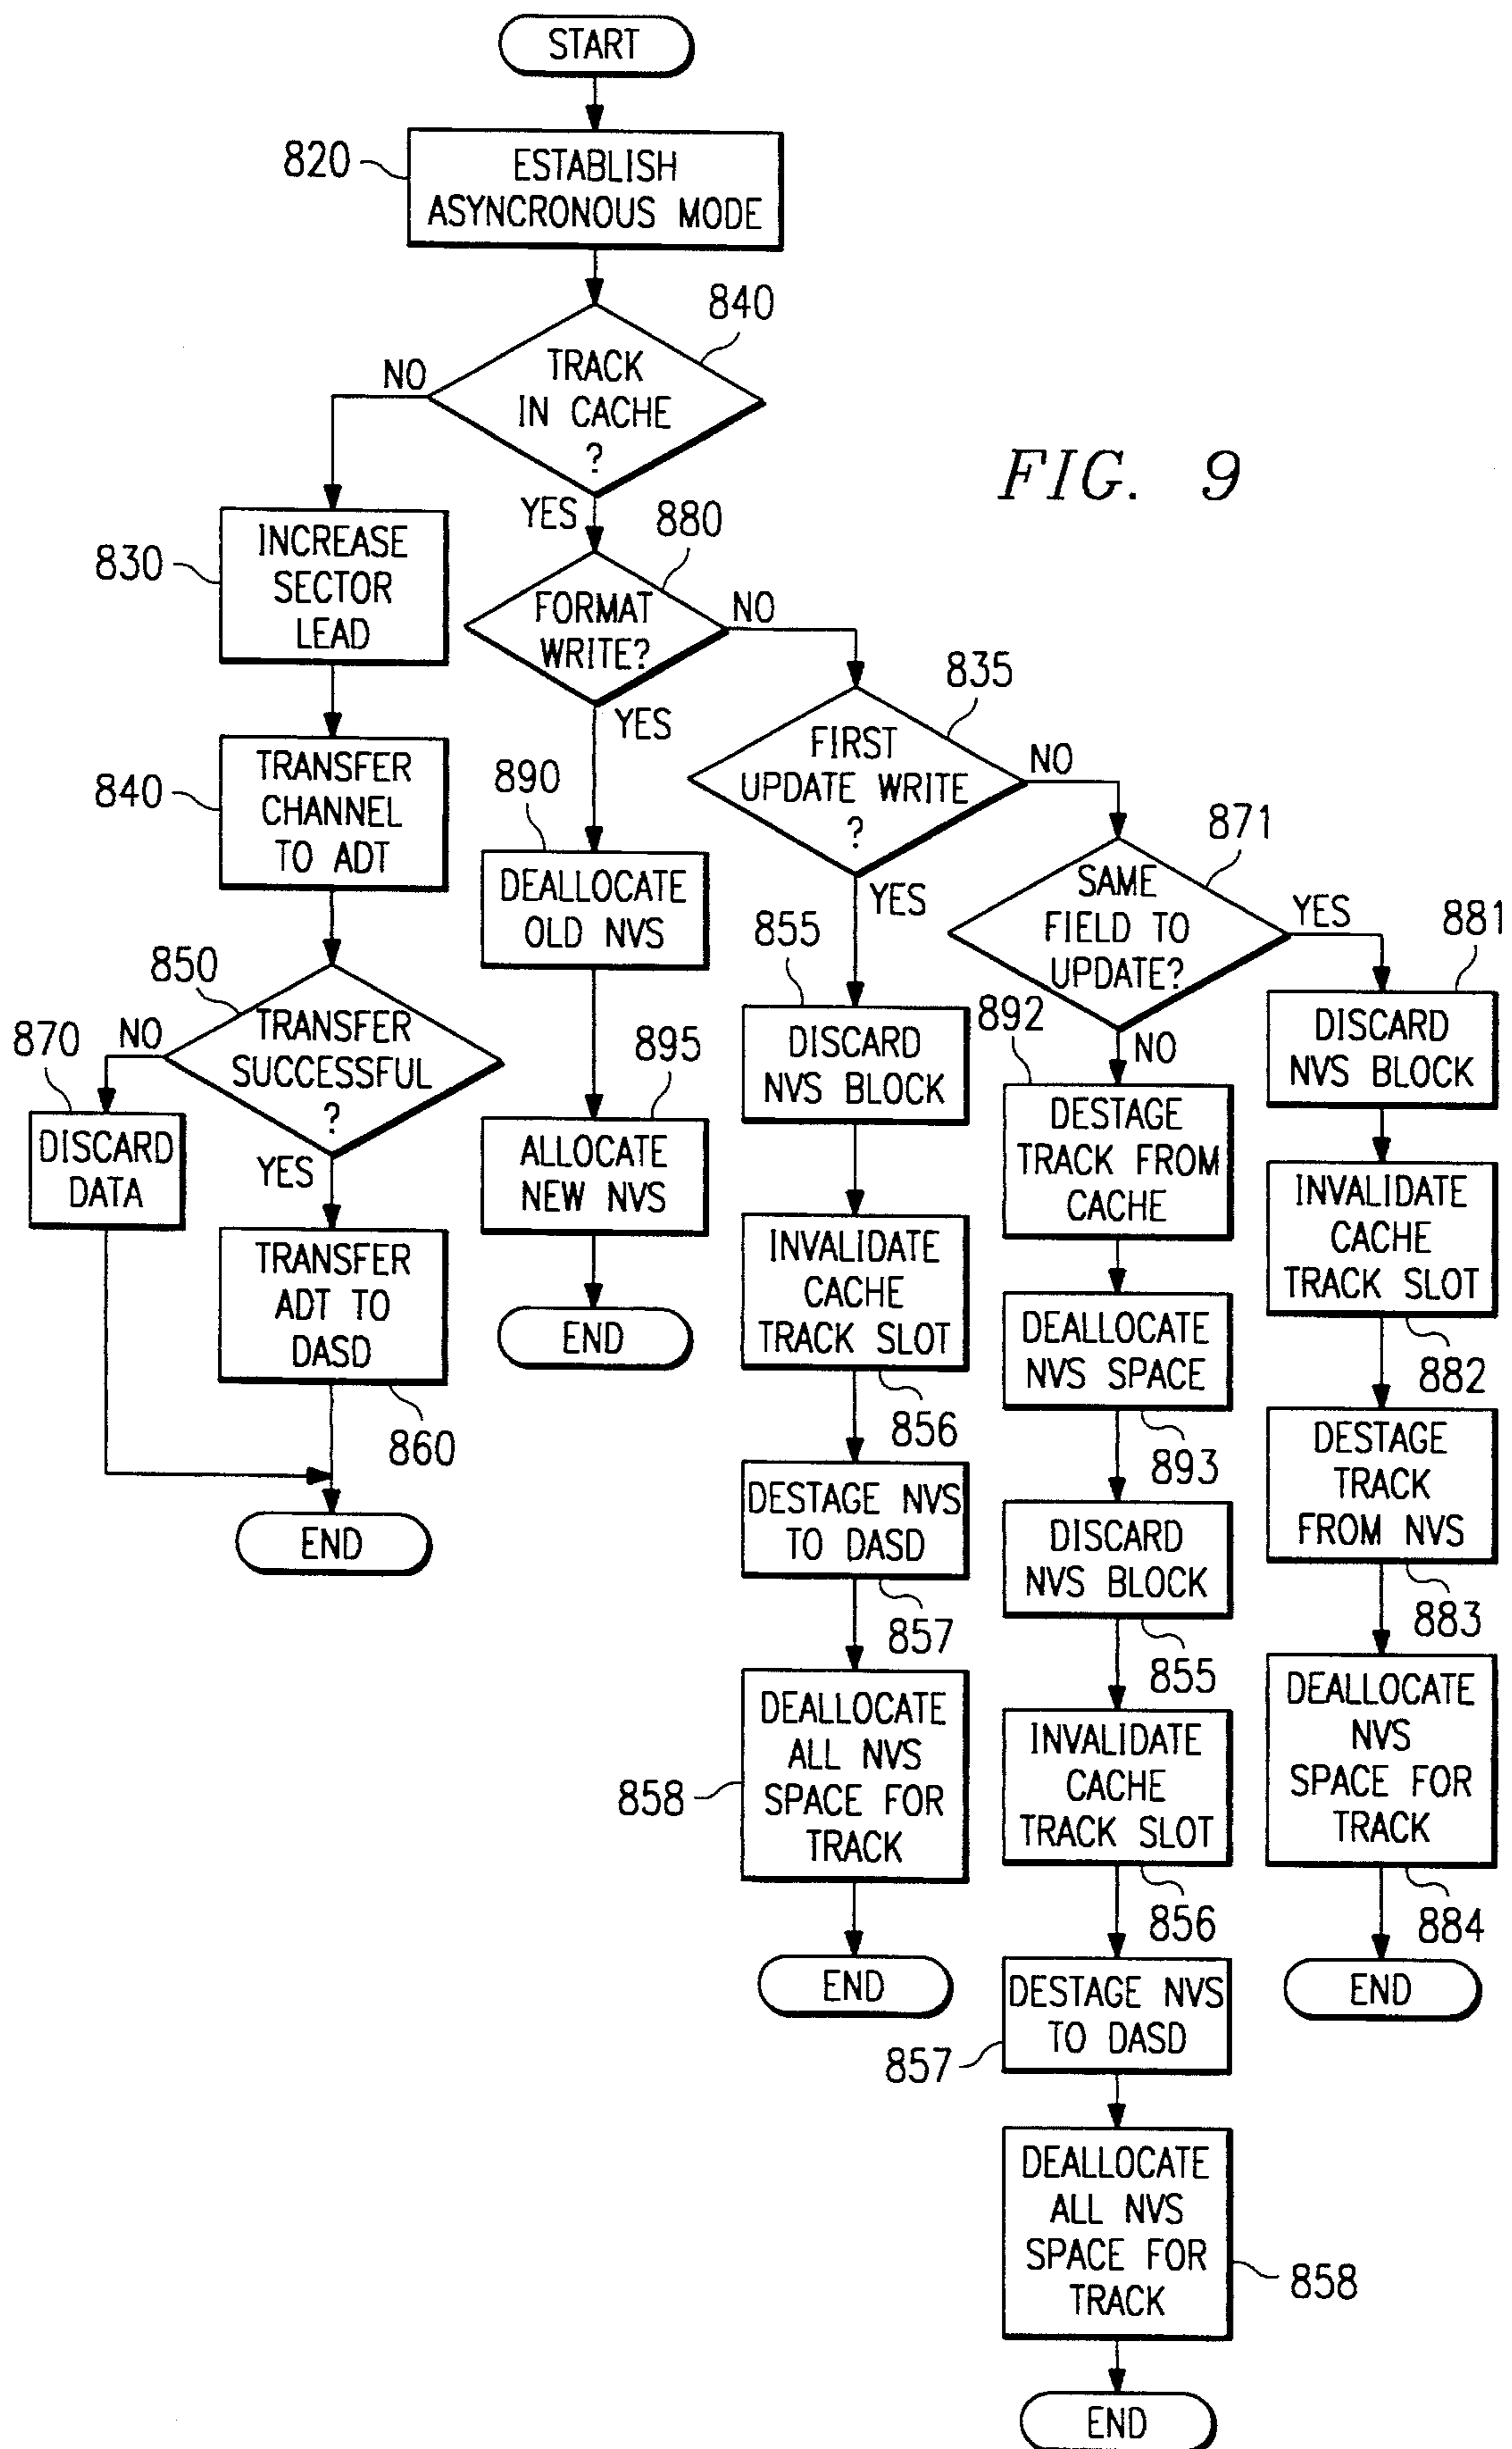 START
820
ESTABLISH
ASYNCRONOUS MODE
840
TRACK
IN CACHE
?
NO
YES
FIG. 9
830
INCREASE
SECTOR
LEAD
880
FORMAT
WRITE?
NO
YES
840
TRANSFER
CHANNEL
TO ADT
835
FIRST
UPDATE WRITE
?
NO
YES
890
DEALLOCATE
OLD NVS
871
SAME
FIELD TO
UPDATE?
YES
NO
850
TRANSFER
SUCCESSFUL
?
NO
YES
870
DISCARD
DATA
895
ALLOCATE
NEW NVS
END
TRANSFER
ADT TO
DASD
860
END
855
DISCARD
NVS BLOCK
INVALIDATE
CACHE
TRACK SLOT
856
DESTAGE NVS
TO DASD
857
DEALLOCATE
ALL NVS
SPACE FOR
TRACK
858
END
892
DESTAGE
TRACK FROM
CACHE
DEALLOCATE
NVS SPACE
893
DISCARD
NVS BLOCK
855
INVALIDATE
CACHE
TRACK SLOT
856
DESTAGE NVS
TO DASD
857
DEALLOCATE
ALL NVS
SPACE FOR
TRACK
858
END
881
DISCARD
NVS BLOCK
INVALIDATE
CACHE
TRACK SLOT
882
DESTAGE
TRACK
FROM NVS
883
DEALLOCATE
NVS
SPACE FOR
TRACK
884
END